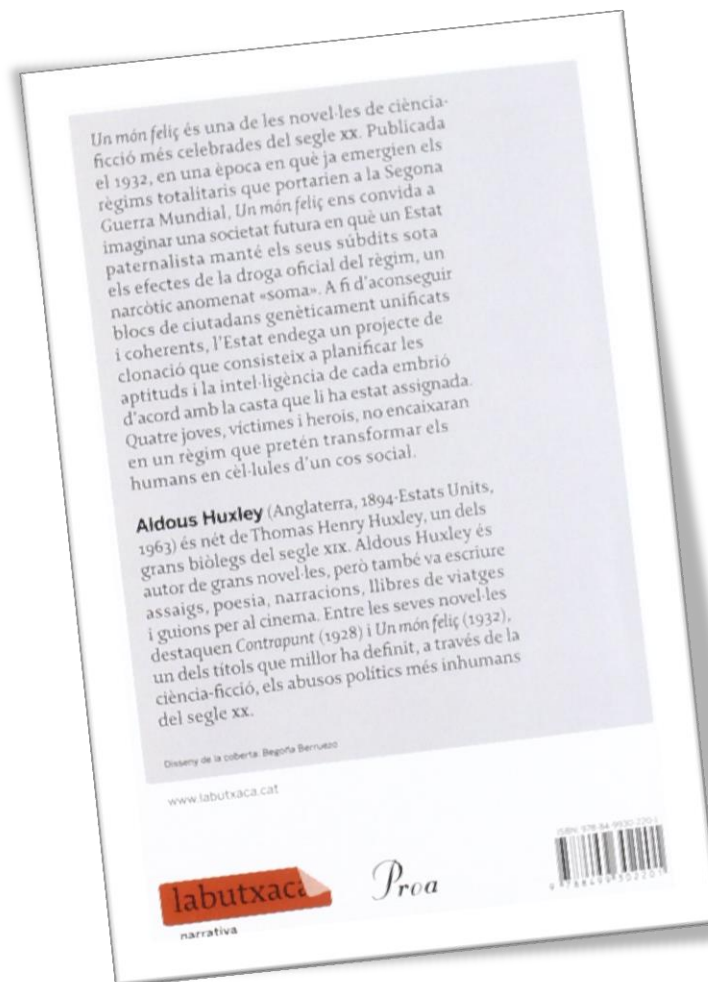 Un món feliç és una de les novel·les de ciència-
ficció més celebrades del segle xx. Publicada
el 1932, en una època en què ja emergien els
règims totalitaris que portarien a la Segona
Guerra Mundial, Un món feliç ens convida a
imaginar una societat futura en què un Estat
paternalista manté els seus súbdits sota
els efectes de la droga oficial del règim, un
narcòtic anomenat «soma». A fi d'aconseguir
blocs de ciutadans genèticament unificats
i coherents, l'Estat endega un projecte de
clonació que consisteix a planificar les
aptituds i la intel·ligència de cada embrió
d'acord amb la casta que li ha estat assignada.
Quatre joves, víctimes i herois, no encaixaran
en un règim que pretén transformar els
humans en cèl·lules d'un cos social.
Aldous Huxley (Anglaterra, 1894-Estats Units,
1963) és nét de Thomas Henry Huxley, un dels
grans biòlegs del segle xix. Aldous Huxley és
autor de grans novel·les, però també va escriure
assaigs, poesia, narracions, llibres de viatges
i guions per al cinema. Entre les seves novel·les
destaquen Contrapunt (1928) i Un món feliç (1932),
un dels títols que millor ha definit, a través de la
ciència-ficció, els abusos polítics més inhumans
del segle xx.
Disseny de la coberta: Begoña Berruezo
www.labutxaca.cat
ISBN: 978-84-9930-220-1
9 788499 302201
labutxaca
Proa
narrativa